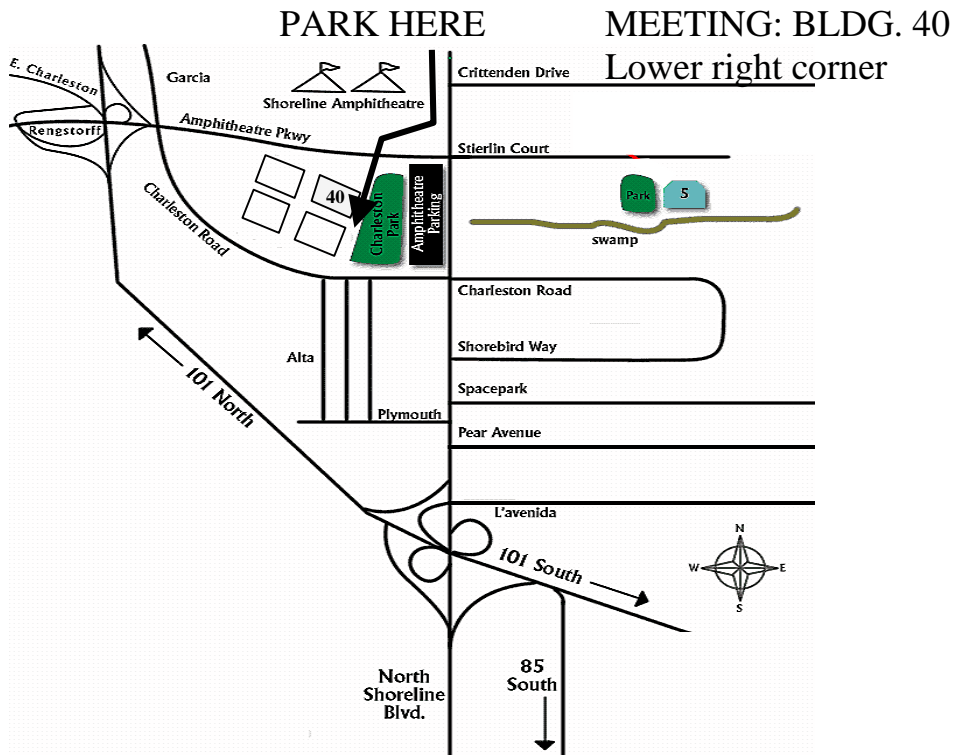 PARK HERE
MEETING: BLDG. 40
Lower right corner
E. Charleston
Garcia
Shoreline Amphitheatre
Crittenden Drive
Rengstorff
Amphitheatre Pkwy
Stierlin Court
40
Charleston
Park
Amphitheatre
Parking
Park
5
swamp
Charleston
Road
Charleston Road
Alta
Shorebird Way
101 North
Spacepark
Plymouth
Pear Avenue
L'avenida
101 South
N
W
E
S
North
Shoreline
Blvd.
85
South